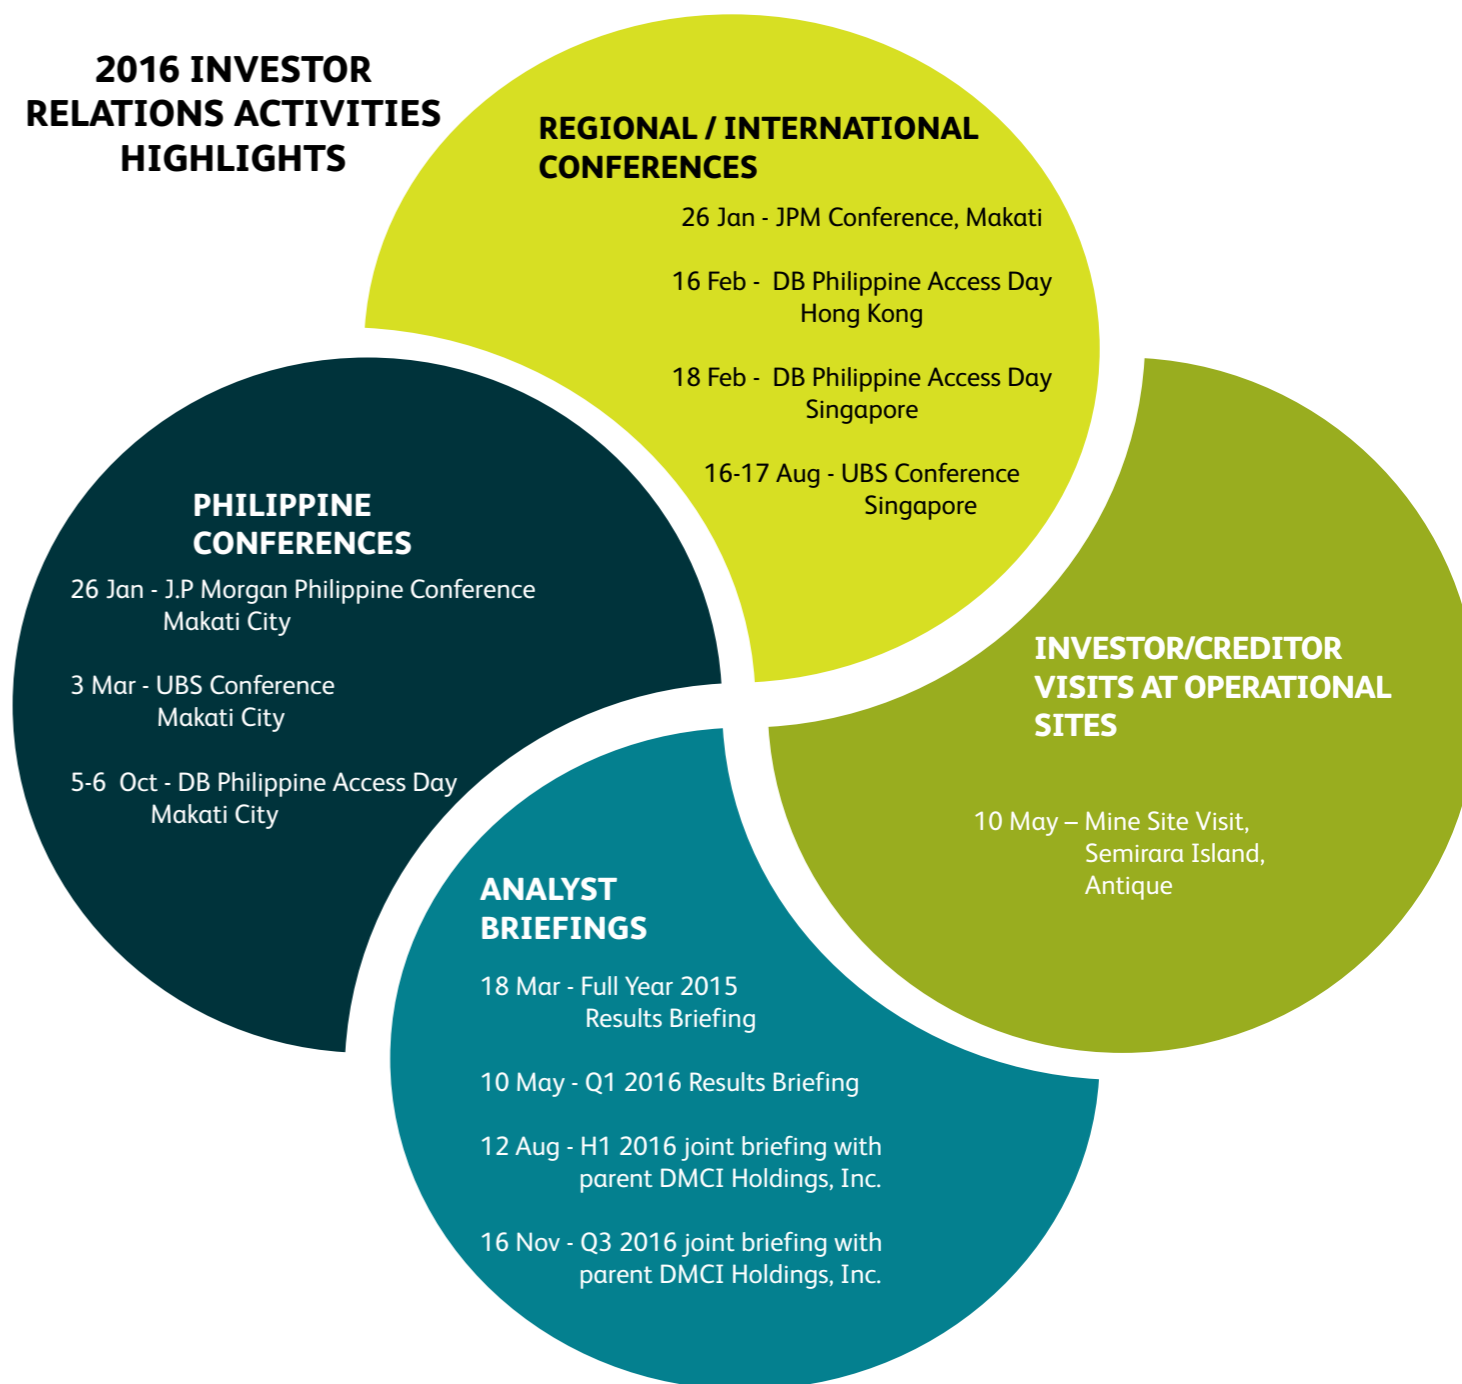 2016 INVESTOR
RELATIONS ACTIVITIES
HIGHLIGHTS
REGIONAL / INTERNATIONAL
CONFERENCES
26 Jan - JPM Conference, Makati
16 Feb -  DB Philippine Access Day
Hong Kong
18 Feb -  DB Philippine Access Day
Singapore
16-17 Aug - UBS Conference
Singapore
PHILIPPINE
CONFERENCES
26 Jan - J.P Morgan Philippine Conference
Makati City
3 Mar - UBS Conference
Makati City
5-6  Oct - DB Philippine Access Day
Makati City
INVESTOR/CREDITOR
VISITS AT OPERATIONAL
SITES
10 May – Mine Site Visit,
Semirara Island,
Antique
ANALYST
BRIEFINGS
18 Mar - Full Year 2015
Results Briefing
10 May - Q1 2016 Results Briefing
12 Aug - H1 2016 joint briefing with
parent DMCI Holdings, Inc.
16 Nov - Q3 2016 joint briefing with
parent DMCI Holdings, Inc.